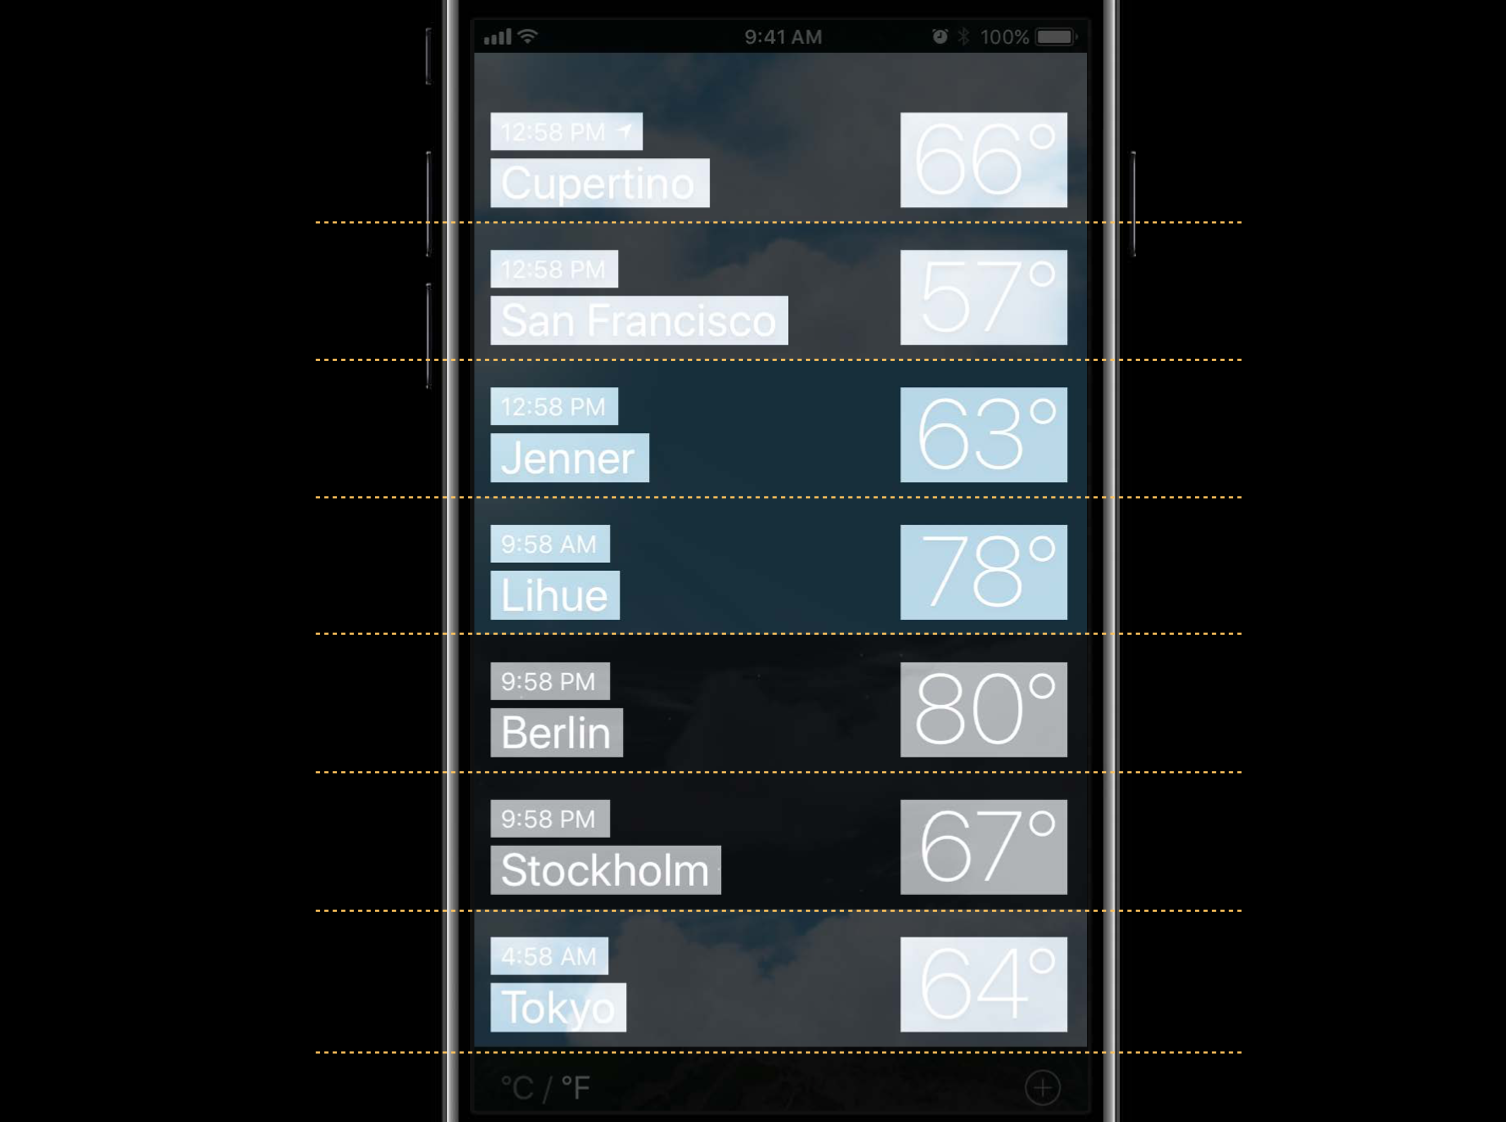 9:41 AM 100%
12:58 PM
Cupertino
66°
12:58 PM
San Francisco
57°
12:58 PM
Jenner
63°
9:58 AM
Lihue
78°
9:58 PM
Berlin
80°
9:58 PM
Stockholm
67°
4:58 AM
Tokyo
64°
°C / °F